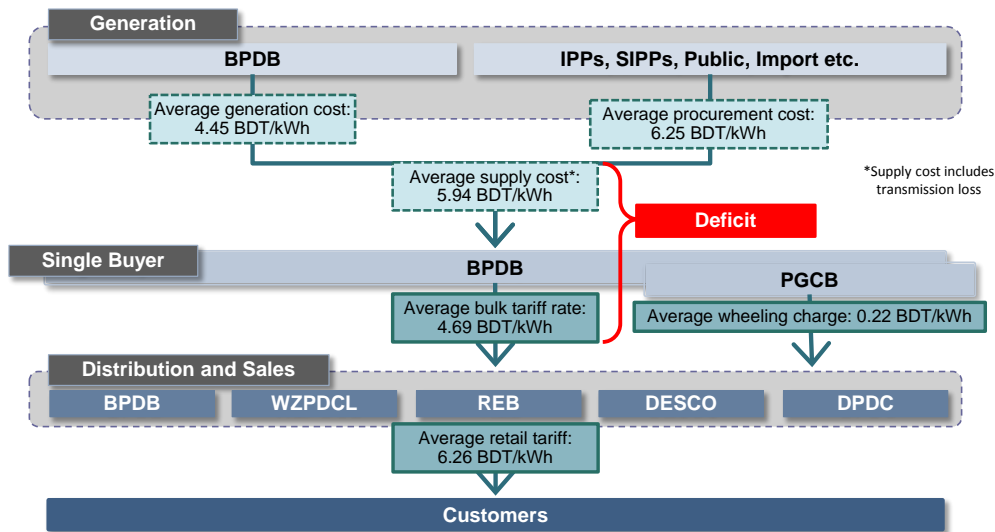 Generation
BPDB
IPPs, SIPPs, Public, Import etc.
Average generation cost:
4.45 BDT/kWh
Average procurement cost:
6.25 BDT/kWh
Average supply cost*:
5.94 BDT/kWh
*Supply cost includes
transmission loss
Deficit
Single Buyer
BPDB
PGCB
Average bulk tariff rate:
4.69 BDT/kWh
Average wheeling charge: 0.22 BDT/kWh
Distribution and Sales
BPDB
WZPDCL
REB
DESCO
DPDC
Average retail tariff:
6.26 BDT/kWh
Customers